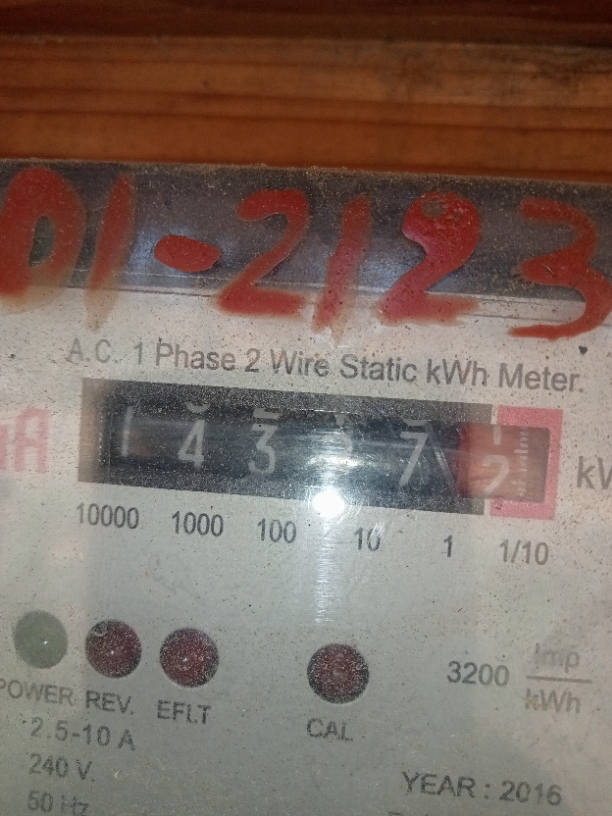 01-2123
A.C. 1 Phase 2 Wire Static kWh Meter.
1 4 3 7 2
10000 1000 100 10 1 1/10
3200 Imp/kWh
POWER REV. EFLT CAL
2.5-10 A
240 V.
50 Hz
YEAR : 2016